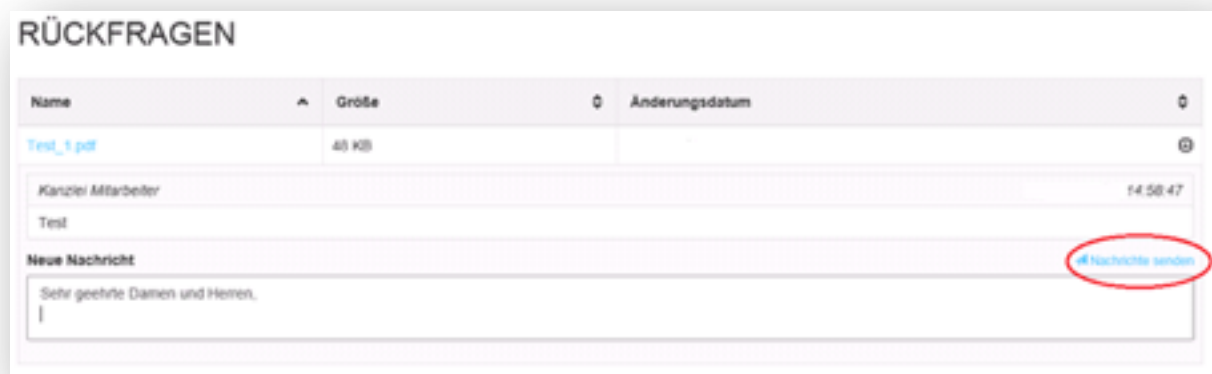 RÜCKFRAGEN
Name Größe Änderungsdatum
Test_1.pdf 48 KB
Kanzlei Mitarbeiter 14:58:47
Test
Neue Nachricht Nachrichte senden
Sehr geehrte Damen und Herren,